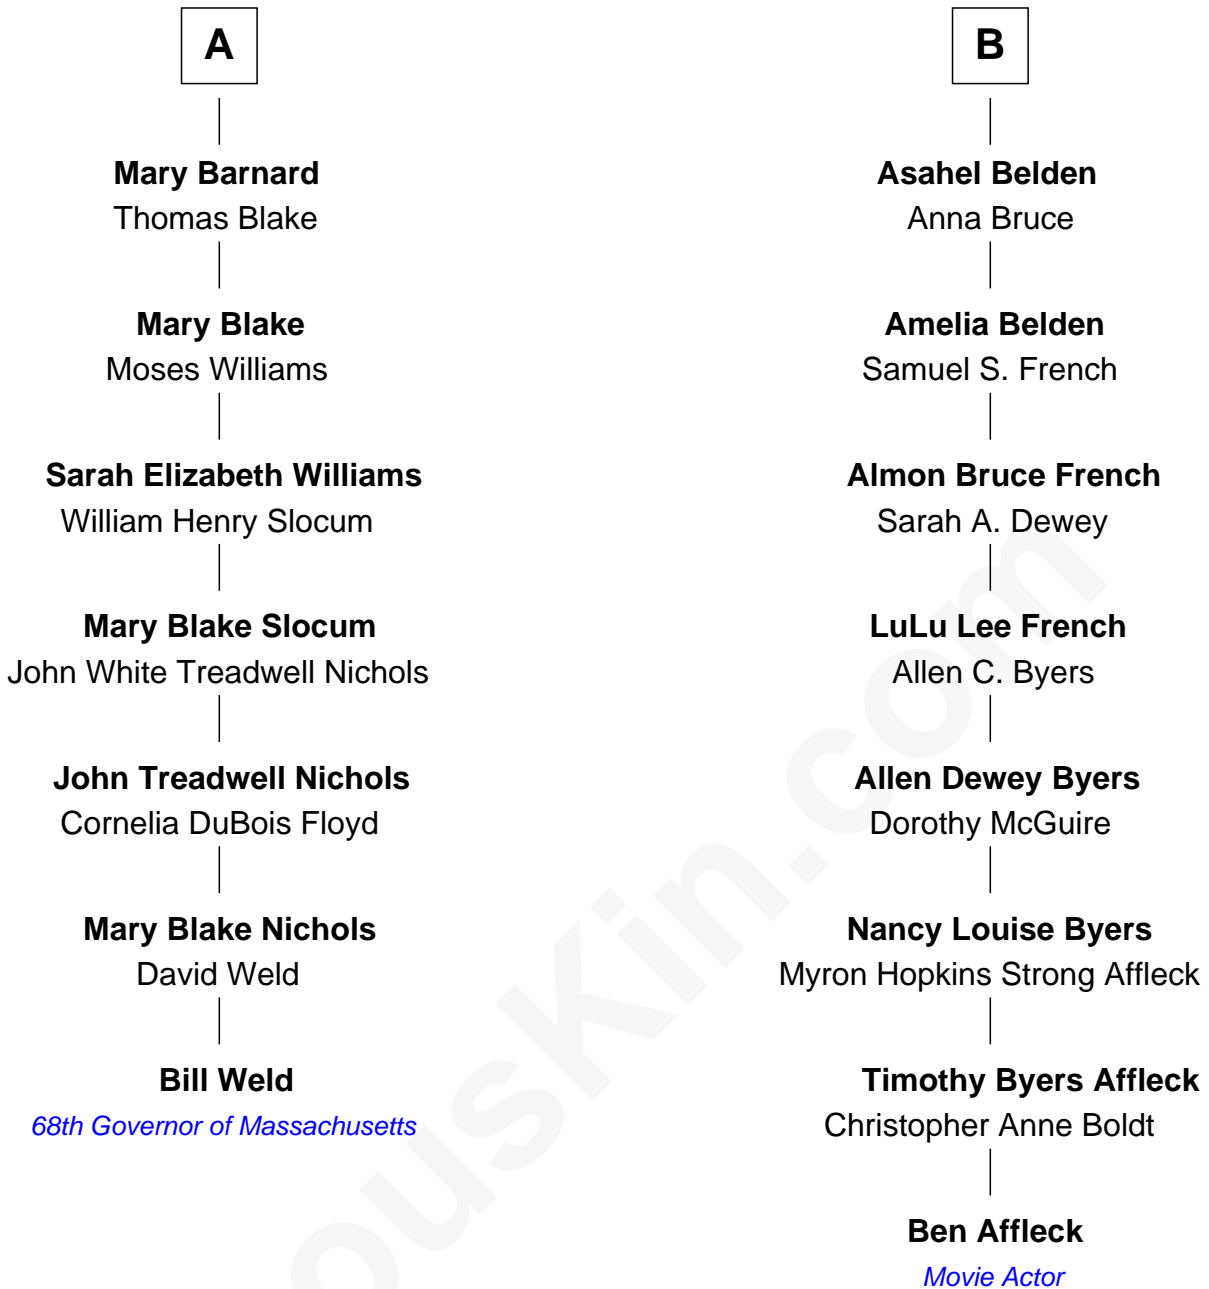 A
Mary Barnard
Thomas Blake
Mary Blake
Moses Williams
Sarah Elizabeth Williams
William Henry Slocum
Mary Blake Slocum
John White Treadwell Nichols
John Treadwell Nichols
Cornelia DuBois Floyd
Mary Blake Nichols
David Weld
Bill Weld
68th Governor of Massachusetts
B
Asahel Belden
Anna Bruce
Amelia Belden
Samuel S. French
Almon Bruce French
Sarah A. Dewey
LuLu Lee French
Allen C. Byers
Allen Dewey Byers
Dorothy McGuire
Nancy Louise Byers
Myron Hopkins Strong Affleck
Timothy Byers Affleck
Christopher Anne Boldt
Ben Affleck
Movie Actor
ousKin.com